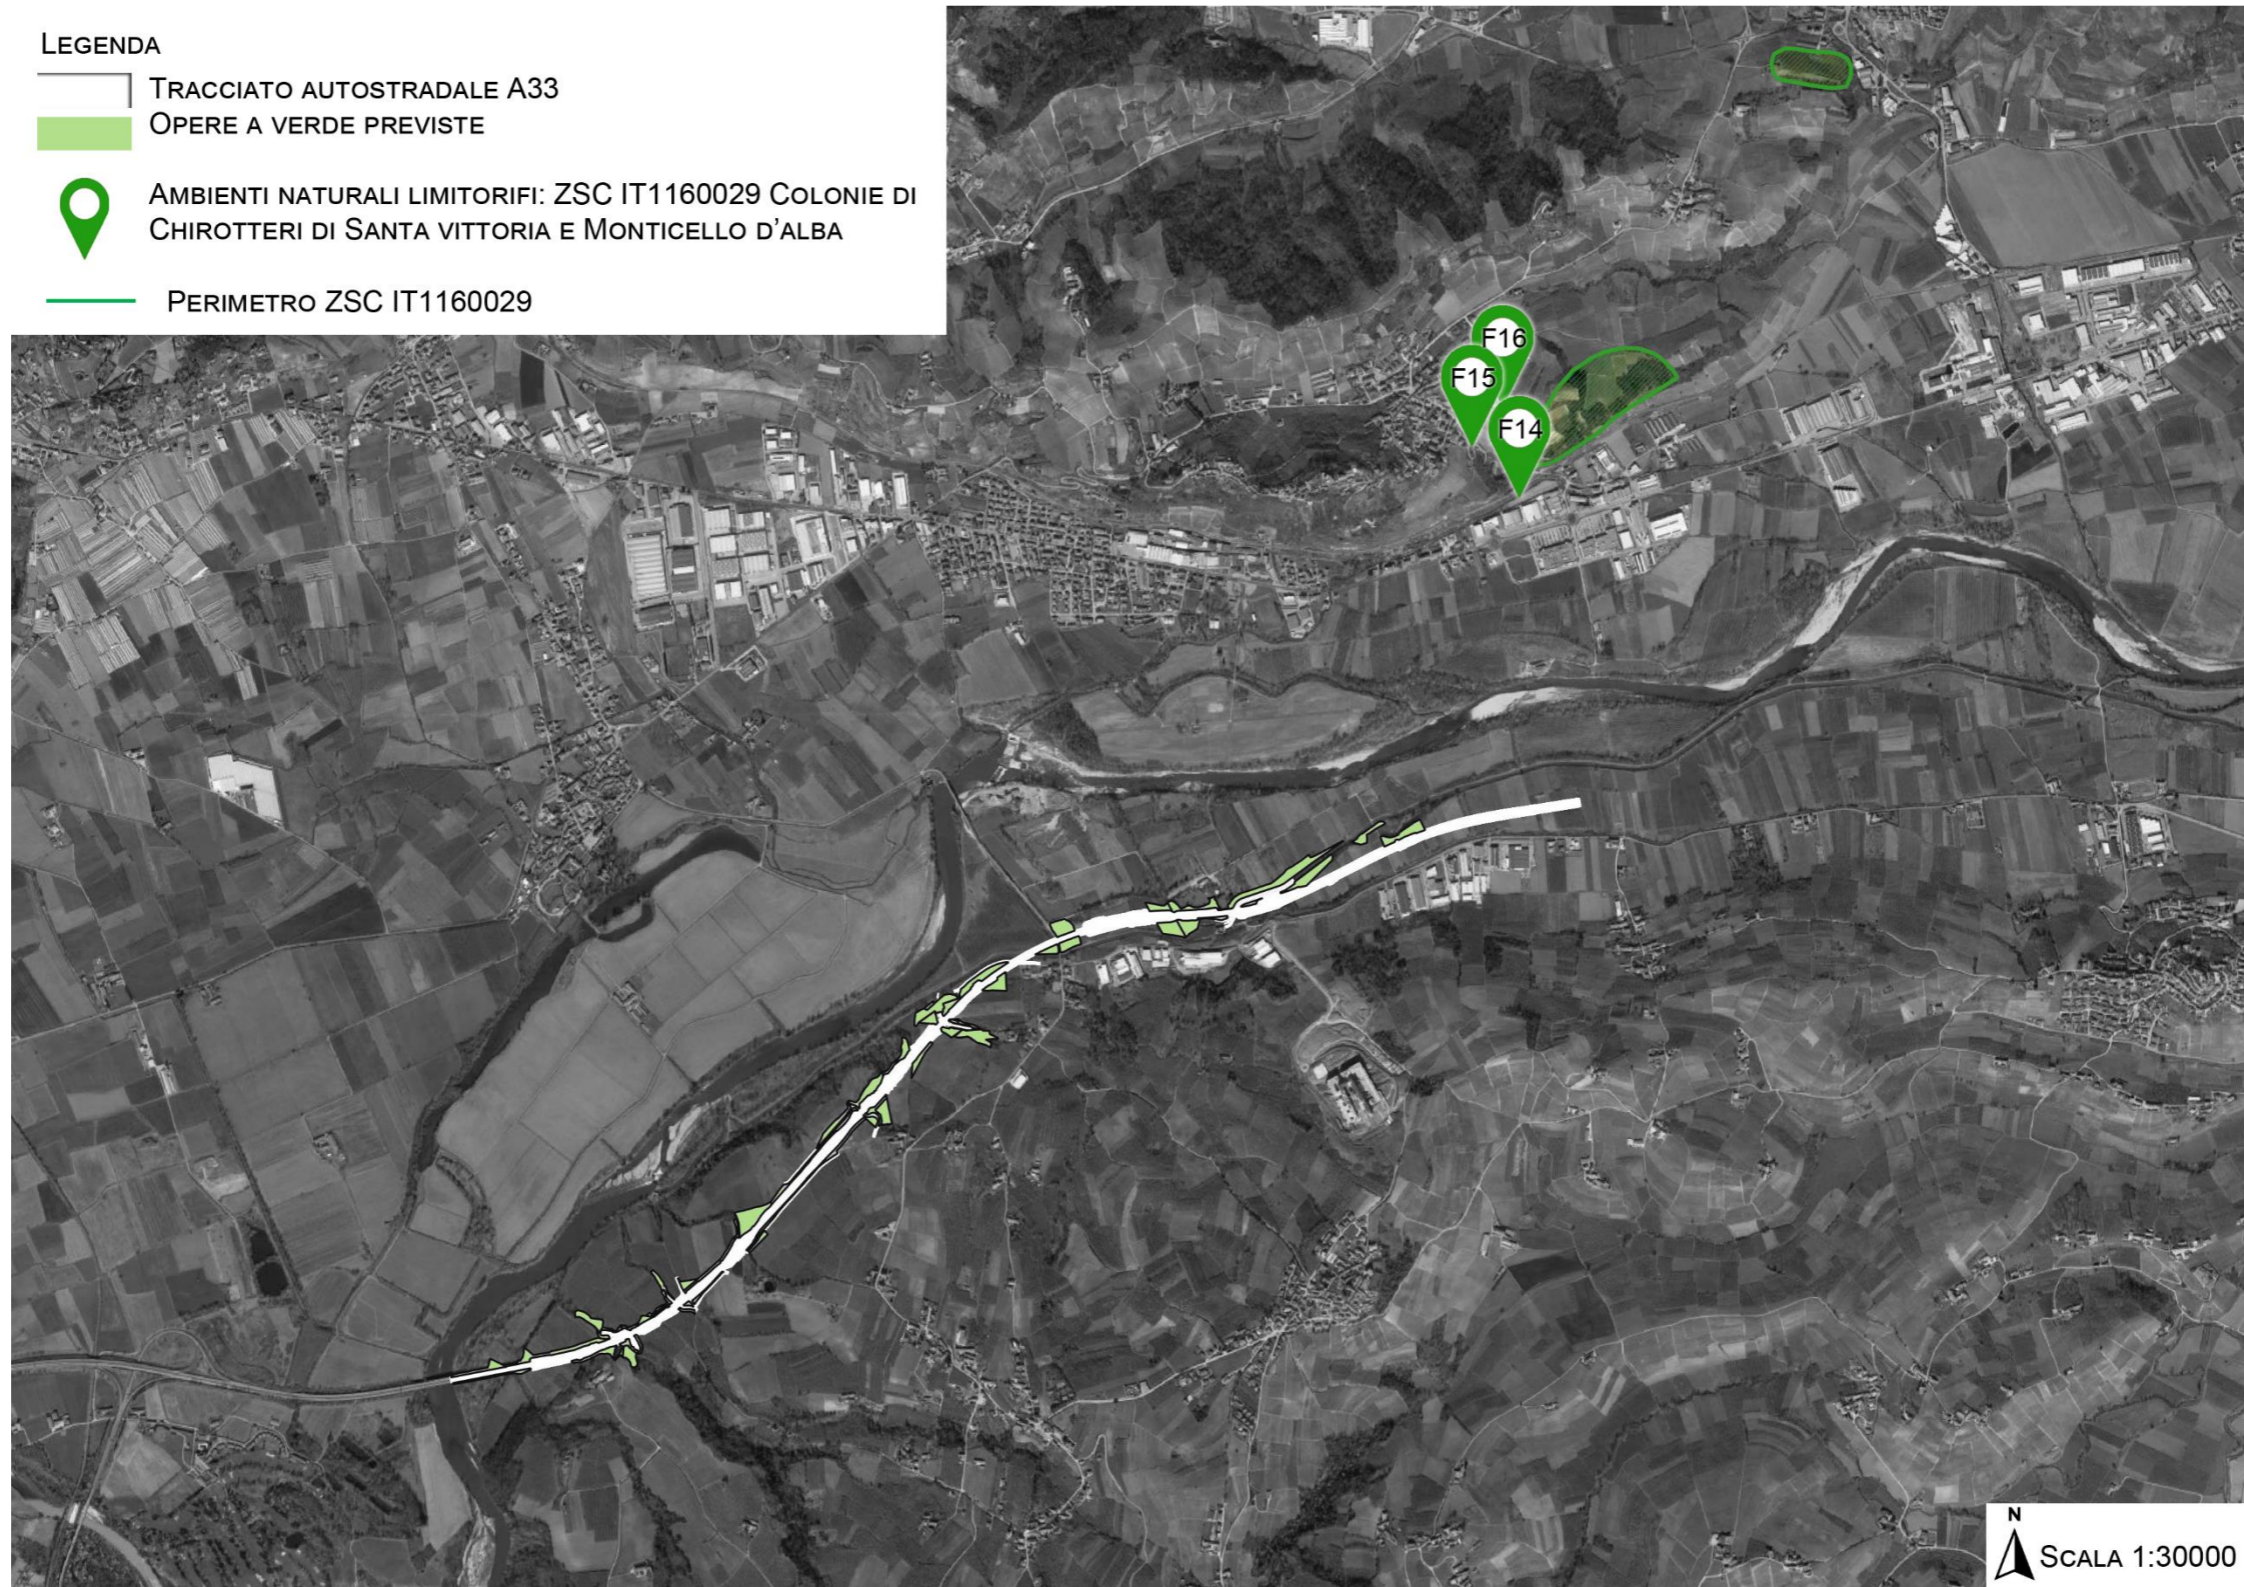 LEGENDA
TRACCIATO AUTOSTRADALE A33
OPERE A VERDE PREVISTE
AMBIENTI NATURALI LIMITORIFI: ZSC IT1160029 COLONIE DI
CHIROTTERI DI SANTA VITTORIA E MONTICELLO D'ALBA
PERIMETRO ZSC IT1160029
F16
F15
F14
N
SCALA 1:30000